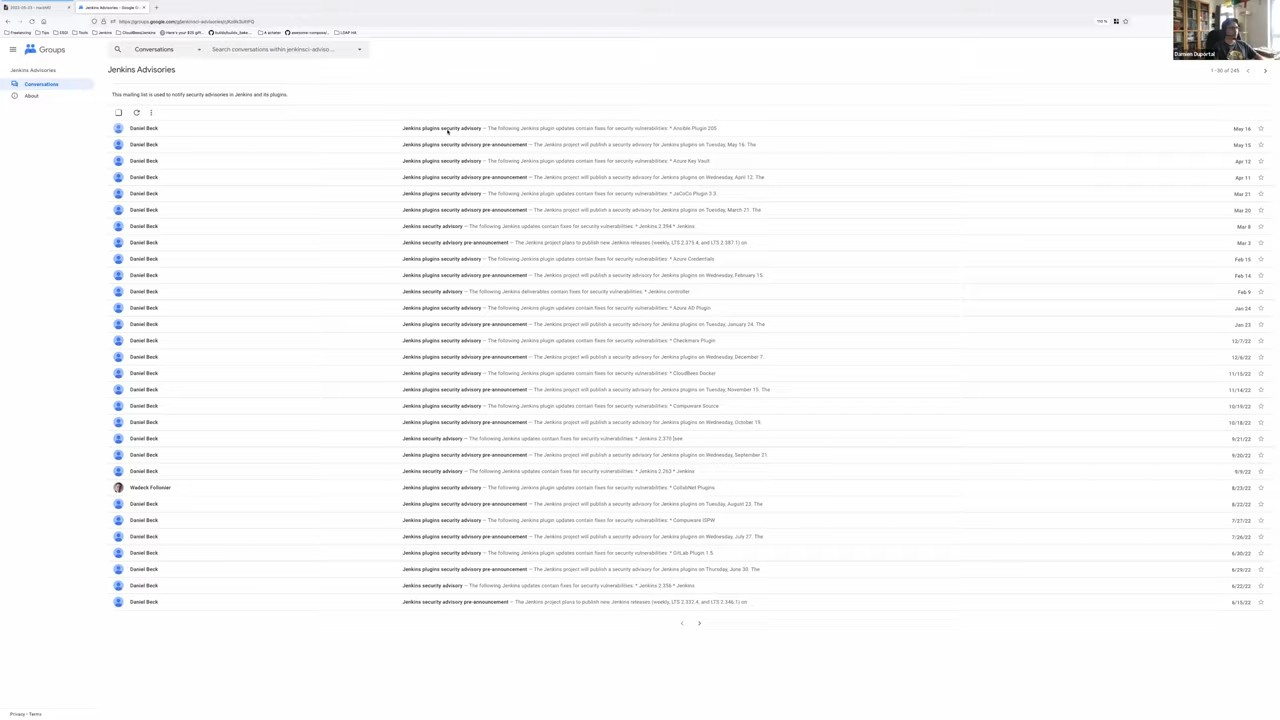 2023-05-23 - HackMD
Jenkins Advisories - Google G
https://groups.google.com/g/jenkinsci-advisories/c/
Freelancing Tips ESGI Tools Jenkins CloudBees/Jenkins Here's your $25 gift... builds/builds_bake... A acheter awesome-compose/... LDAP HK
110 %
Groups
Conversations
Search conversations within jenkinsci-adviso ...
Damien Duportal
Jenkins Advisories
Conversations
About
Jenkins Advisories
1–30 of 245
This mailing list is used to notify security advisories in Jenkins and its plugins.
Daniel Beck Jenkins plugins security advisory – The following Jenkins plugin updates contain fixes for security vulnerabilities: * Ansible Plugin 205 May 16
Daniel Beck Jenkins plugins security advisory pre-announcement – The Jenkins project will publish a security advisory for Jenkins plugins on Tuesday, May 16. The May 15
Daniel Beck Jenkins plugins security advisory – The following Jenkins plugin updates contain fixes for security vulnerabilities: * Azure Key Vault Apr 12
Daniel Beck Jenkins plugins security advisory pre-announcement – The Jenkins project will publish a security advisory for Jenkins plugins on Wednesday, April 12. The Apr 11
Daniel Beck Jenkins plugins security advisory – The following Jenkins plugin updates contain fixes for security vulnerabilities: * JaCoCo Plugin 3.3. Mar 21
Daniel Beck Jenkins plugins security advisory pre-announcement – The Jenkins project will publish a security advisory for Jenkins plugins on Tuesday, March 21. The Mar 20
Daniel Beck Jenkins security advisory – The following Jenkins updates contain fixes for security vulnerabilities: * Jenkins 2.394 * Jenkins Mar 8
Daniel Beck Jenkins security advisory pre-announcement – The Jenkins project plans to publish new Jenkins releases (weekly, LTS 2.375.4, and LTS 2.387.1) on Mar 3
Daniel Beck Jenkins plugins security advisory – The following Jenkins plugin updates contain fixes for security vulnerabilities: * Azure Credentials Feb 15
Daniel Beck Jenkins plugins security advisory pre-announcement – The Jenkins project will publish a security advisory for Jenkins plugins on Wednesday, February 15. Feb 14
Daniel Beck Jenkins security advisory – The following Jenkins deliverables contain fixes for security vulnerabilities: * Jenkins controller Feb 9
Daniel Beck Jenkins plugins security advisory – The following Jenkins plugin updates contain fixes for security vulnerabilities: * Azure AD Plugin Jan 24
Daniel Beck Jenkins plugins security advisory pre-announcement – The Jenkins project will publish a security advisory for Jenkins plugins on Tuesday, January 24. The Jan 23
Daniel Beck Jenkins plugins security advisory – The following Jenkins plugin updates contain fixes for security vulnerabilities: * Checkmarx Plugin 12/7/22
Daniel Beck Jenkins plugins security advisory pre-announcement – The Jenkins project will publish a security advisory for Jenkins plugins on Wednesday, December 7. 12/6/22
Daniel Beck Jenkins plugins security advisory – The following Jenkins plugin updates contain fixes for security vulnerabilities: * CloudBees Docker 11/15/22
Daniel Beck Jenkins plugins security advisory pre-announcement – The Jenkins project will publish a security advisory for Jenkins plugins on Tuesday, November 15. The 11/14/22
Daniel Beck Jenkins plugins security advisory – The following Jenkins plugin updates contain fixes for security vulnerabilities: * Compuware Source 10/19/22
Daniel Beck Jenkins plugins security advisory pre-announcement – The Jenkins project will publish a security advisory for Jenkins plugins on Wednesday, October 19. 10/18/22
Daniel Beck Jenkins security advisory – The following Jenkins updates contain fixes for security vulnerabilities: * Jenkins 2.370 [see 9/21/22
Daniel Beck Jenkins plugins security advisory pre-announcement – The Jenkins project will publish a security advisory for Jenkins plugins on Wednesday, September 21. 9/20/22
Daniel Beck Jenkins security advisory – The following Jenkins updates contain fixes for security vulnerabilities: * Jenkins 2.263 * Jenkins 9/9/22
Wadeck Follonier Jenkins plugins security advisory – The following Jenkins plugin updates contain fixes for security vulnerabilities: * CollabNet Plugins 8/23/22
Daniel Beck Jenkins plugins security advisory pre-announcement – The Jenkins project will publish a security advisory for Jenkins plugins on Tuesday, August 23. The 8/22/22
Daniel Beck Jenkins plugins security advisory – The following Jenkins plugin updates contain fixes for security vulnerabilities: * Compuware ISPW 7/27/22
Daniel Beck Jenkins plugins security advisory pre-announcement – The Jenkins project will publish a security advisory for Jenkins plugins on Wednesday, July 27. The 7/26/22
Daniel Beck Jenkins plugins security advisory – The following Jenkins plugin updates contain fixes for security vulnerabilities: * GitLab Plugin 1.5. 6/30/22
Daniel Beck Jenkins plugins security advisory pre-announcement – The Jenkins project will publish a security advisory for Jenkins plugins on Thursday, June 30. The 6/29/22
Daniel Beck Jenkins security advisory – The following Jenkins updates contain fixes for security vulnerabilities: * Jenkins 2.356 * Jenkins 6/22/22
Daniel Beck Jenkins security advisory pre-announcement – The Jenkins project plans to publish new Jenkins releases (weekly, LTS 2.332.4, and LTS 2.346.1) on 6/15/22
Privacy • Terms